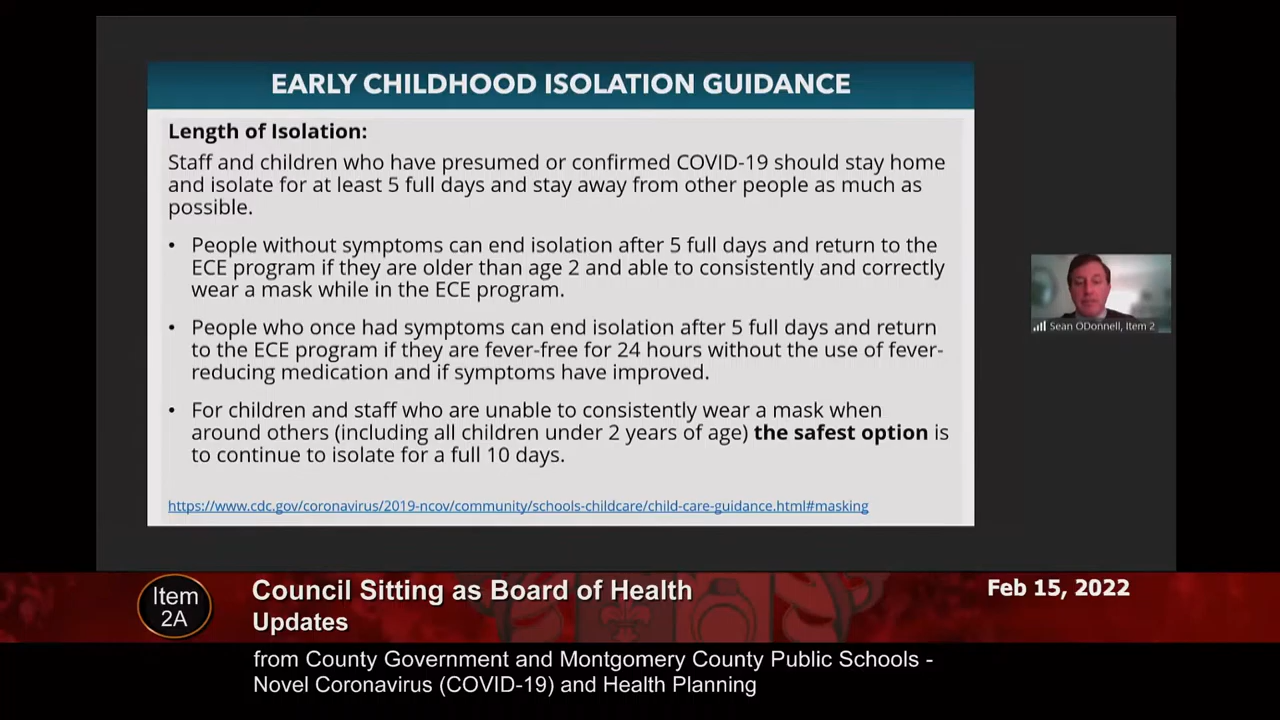 EARLY CHILDHOOD ISOLATION GUIDANCE
Length of Isolation:
Staff and children who have presumed or confirmed COVID-19 should stay home
and isolate for at least 5 full days and stay away from other people as much as
possible.
• People without symptoms can end isolation after 5 full days and return to the
ECE program if they are older than age 2 and able to consistently and correctly
wear a mask while in the ECE program.
• People who once had symptoms can end isolation after 5 full days and return
to the ECE program if they are fever-free for 24 hours without the use of fever-
reducing medication and if symptoms have improved.
• For children and staff who are unable to consistently wear a mask when
around others (including all children under 2 years of age) the safest option is
to continue to isolate for a full 10 days.
https://www.cdc.gov/coronavirus/2019-ncov/community/schools-childcare/child-care-guidance.html#masking
Sean ODonnell, Item 2
Item
2A
Council Sitting as Board of Health
Updates
Feb 15, 2022
from County Government and Montgomery County Public Schools -
Novel Coronavirus (COVID-19) and Health Planning